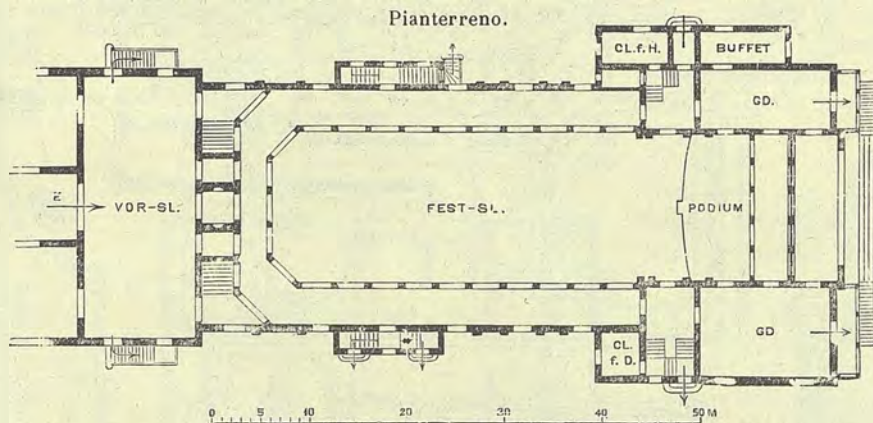 Pianterreno.
CL.f.H.
BUFFET
GD.
E
VOR-SL.
FEST-SL.
PODIUM
CL.
f. D.
GD
0 5 10 20 30 40 50 M